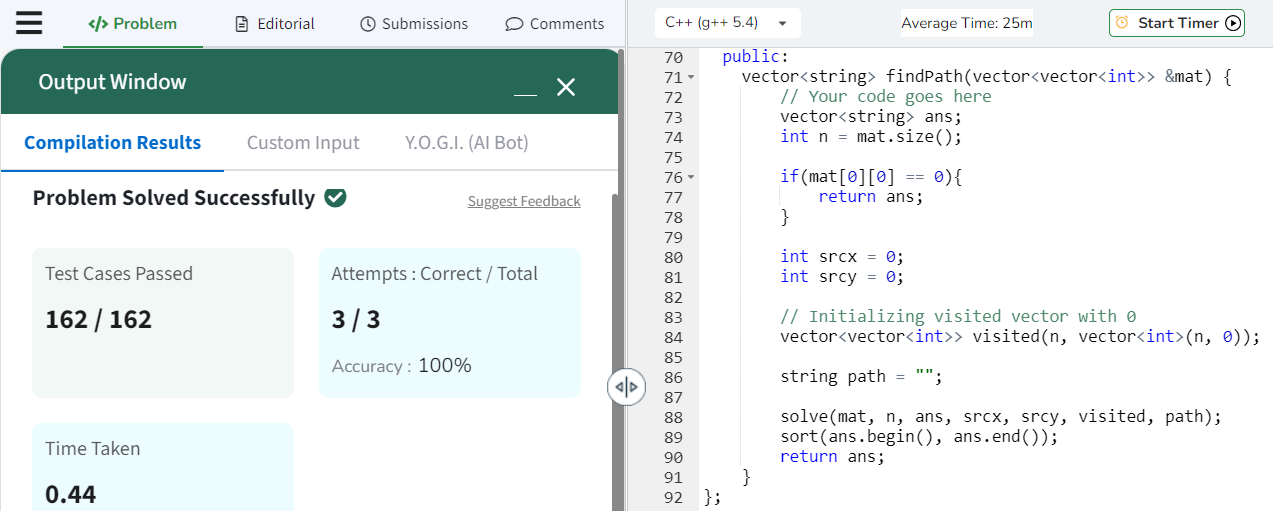 </> Problem Editorial Submissions Comments
Output Window
Compilation Results Custom Input Y.O.G.I. (AI Bot)
Problem Solved Successfully Suggest Feedback
Test Cases Passed
162 / 162
Attempts : Correct / Total
3 / 3
Accuracy : 100%
Time Taken
0.44
C++ (g++ 5.4) Average Time: 25m Start Timer
70 public:
71 vector<string> findPath(vector<vector<int>> &mat) {
72 // Your code goes here
73 vector<string> ans;
74 int n = mat.size();
75
76 if(mat[0][0] == 0){
77 return ans;
78 }
79
80 int srcx = 0;
81 int srcy = 0;
82
83 // Initializing visited vector with 0
84 vector<vector<int>> visited(n, vector<int>(n, 0));
85
86 string path = "";
87
88 solve(mat, n, ans, srcx, srcy, visited, path);
89 sort(ans.begin(), ans.end());
90 return ans;
91 }
92 };